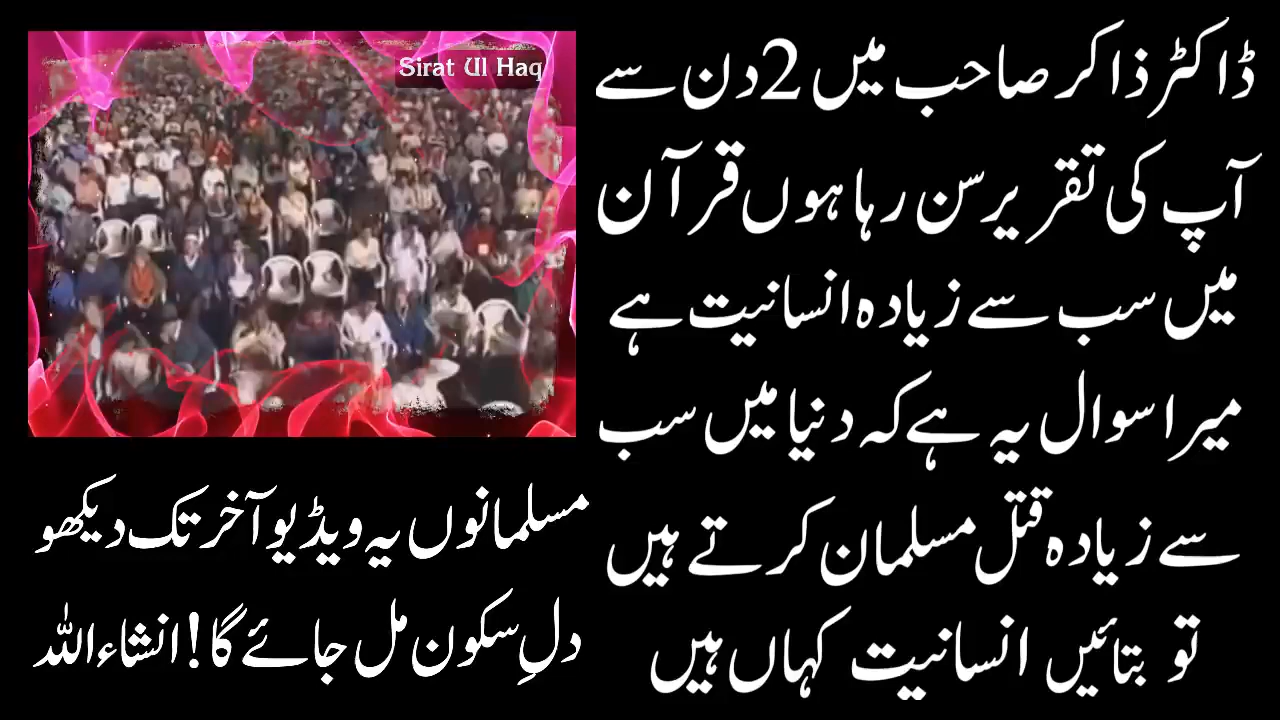 Sirat Ul Haq
ڈاکٹر ذاکر صاحب میں 2 دن سے
آپ کی تقریر سن رہا ہوں قرآن
میں سب سے زیادہ انسانیت ہے
میرا سوال یہ ہے کہ دنیا میں سب
سے زیادہ قتل مسلمان کرتے ہیں
تو بتائیں انسانیت کہاں ہیں
مسلمانوں یہ ویڈیو آخر تک دیکھو
دلِ سکون مل جائے گا! انشاء اللہ